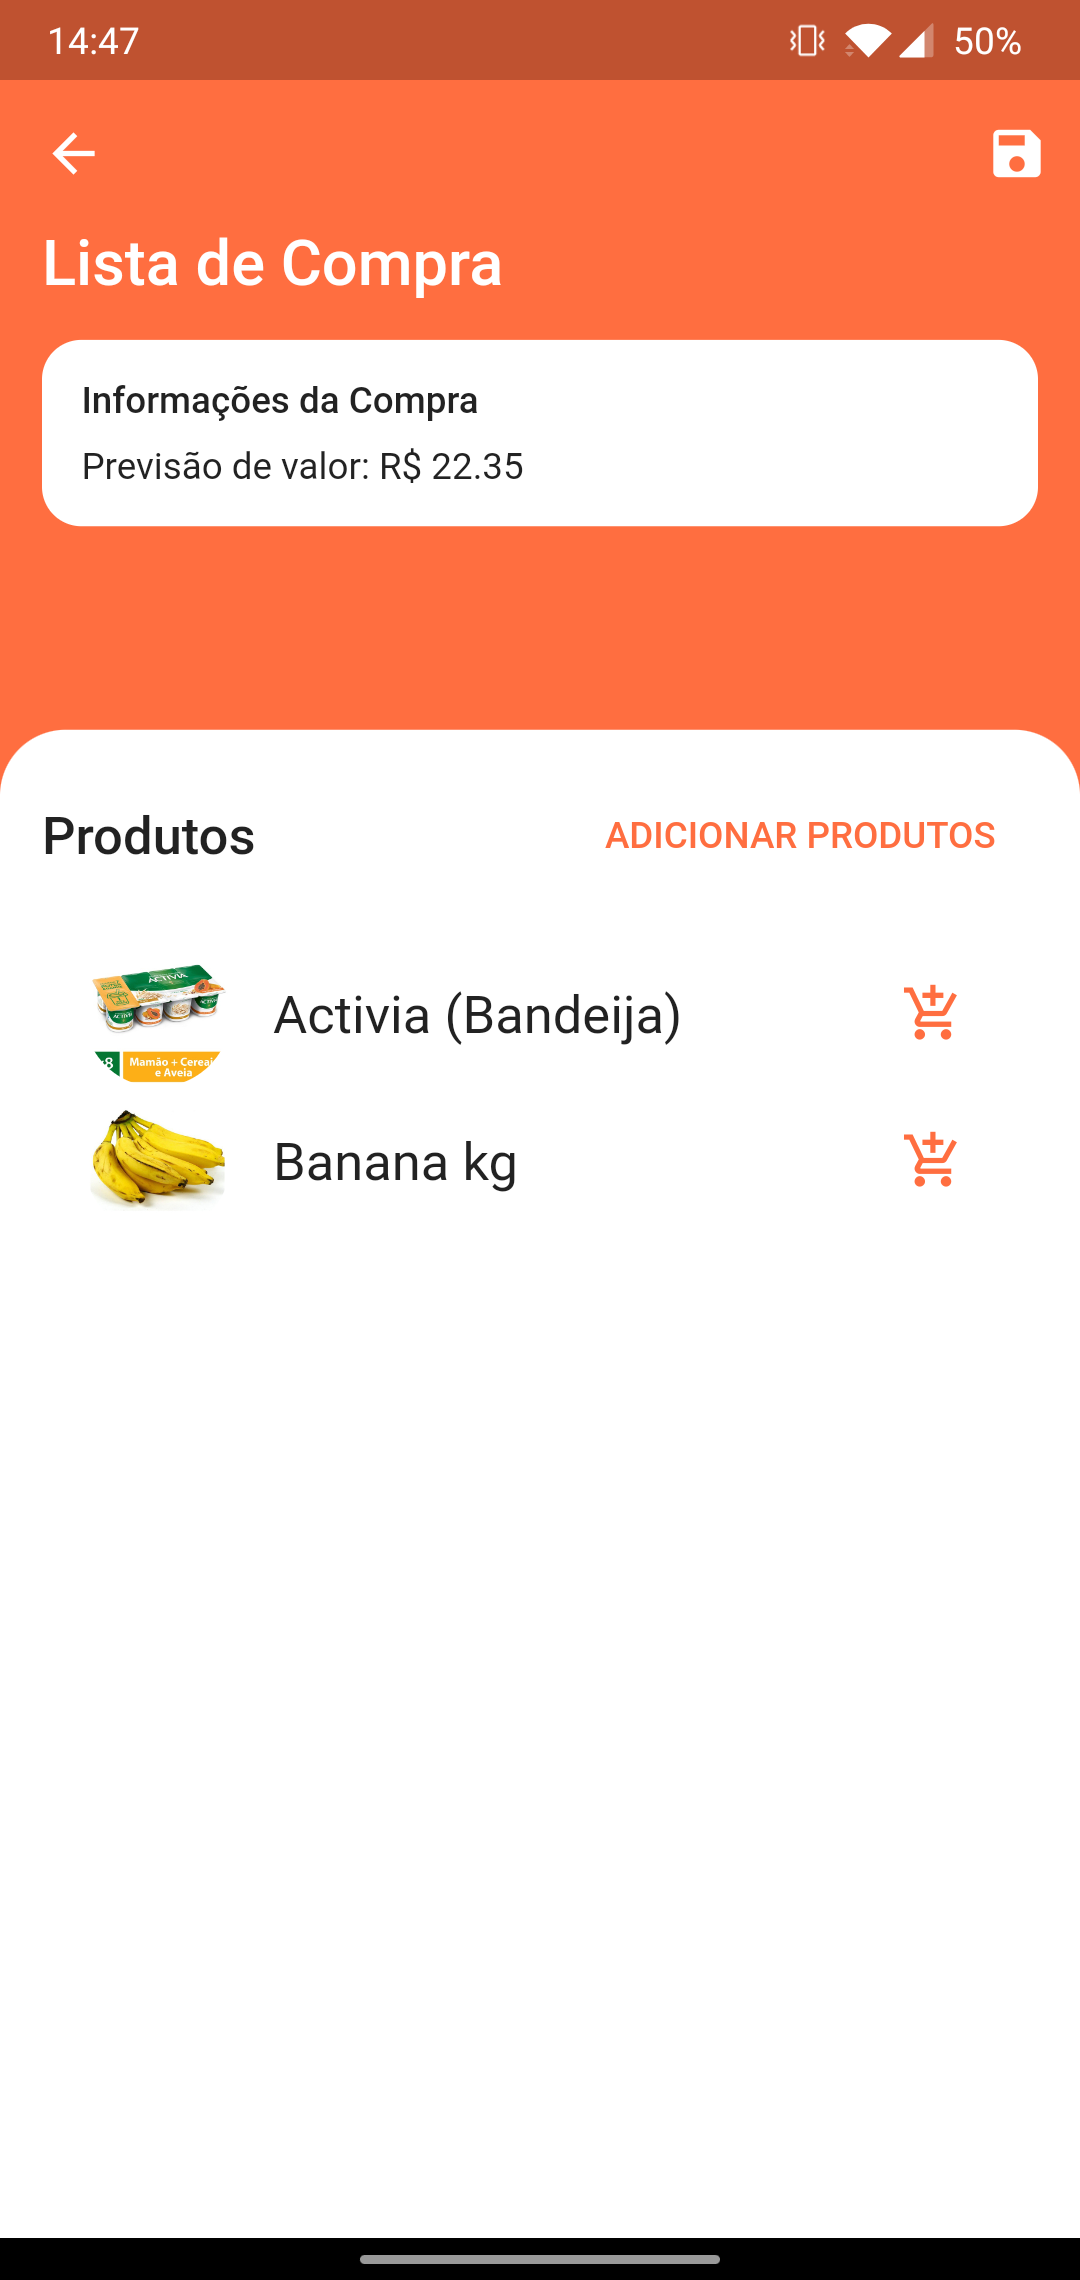 14:47
50%
Lista de Compra
Informações da Compra
Previsão de valor: R$ 22.35
Produtos
ADICIONAR PRODUTOS
ACTIVIA
Activia (Bandeija)
8
Mamão + Cereai
e Aveia
Banana kg